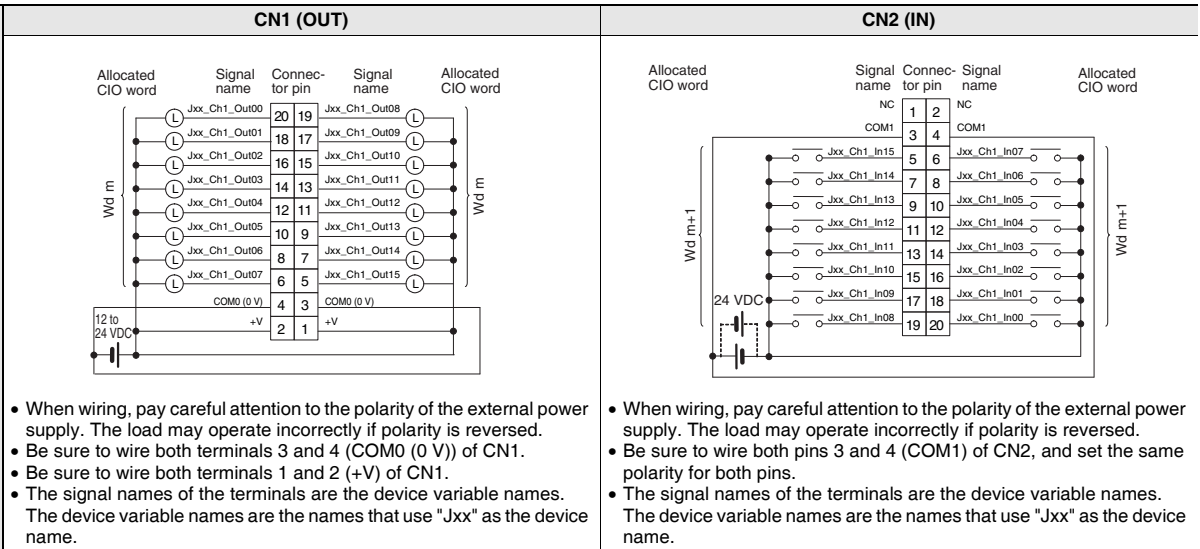 CN1 (OUT)
CN2 (IN)
Allocated
CIO word
Signal
name
Connec-
tor pin
Signal
name
Allocated
CIO word
Jxx_Ch1_Out00 20 19 Jxx_Ch1_Out08
L L
Jxx_Ch1_Out01 18 17 Jxx_Ch1_Out09
L L
Jxx_Ch1_Out02 16 15 Jxx_Ch1_Out10
L L
Jxx_Ch1_Out03 14 13 Jxx_Ch1_Out11
L L
Jxx_Ch1_Out04 12 11 Jxx_Ch1_Out12
L L
Jxx_Ch1_Out05 10 9 Jxx_Ch1_Out13
L L
Jxx_Ch1_Out06 8 7 Jxx_Ch1_Out14
L L
Jxx_Ch1_Out07 6 5 Jxx_Ch1_Out15
L L
COM0 (0 V) 4 3 COM0 (0 V)
+V 2 1 +V
Wd m
Wd m
12 to
24 VDC
• When wiring, pay careful attention to the polarity of the external power
supply. The load may operate incorrectly if polarity is reversed.
• Be sure to wire both terminals 3 and 4 (COM0 (0 V)) of CN1.
• Be sure to wire both terminals 1 and 2 (+V) of CN1.
• The signal names of the terminals are the device variable names.
The device variable names are the names that use "Jxx" as the device
name.
Allocated
CIO word
Signal
name
Connec-
tor pin
Signal
name
Allocated
CIO word
NC 1 2 NC
COM1 3 4 COM1
Jxx_Ch1_In15 5 6 Jxx_Ch1_In07
Jxx_Ch1_In14 7 8 Jxx_Ch1_In06
Jxx_Ch1_In13 9 10 Jxx_Ch1_In05
Jxx_Ch1_In12 11 12 Jxx_Ch1_In04
Jxx_Ch1_In11 13 14 Jxx_Ch1_In03
Jxx_Ch1_In10 15 16 Jxx_Ch1_In02
Jxx_Ch1_In09 17 18 Jxx_Ch1_In01
Jxx_Ch1_In08 19 20 Jxx_Ch1_In00
Wd m+1
Wd m+1
24 VDC
• When wiring, pay careful attention to the polarity of the external power
supply. The load may operate incorrectly if polarity is reversed.
• Be sure to wire both pins 3 and 4 (COM1) of CN2, and set the same
polarity for both pins.
• The signal names of the terminals are the device variable names.
The device variable names are the names that use "Jxx" as the device
name.